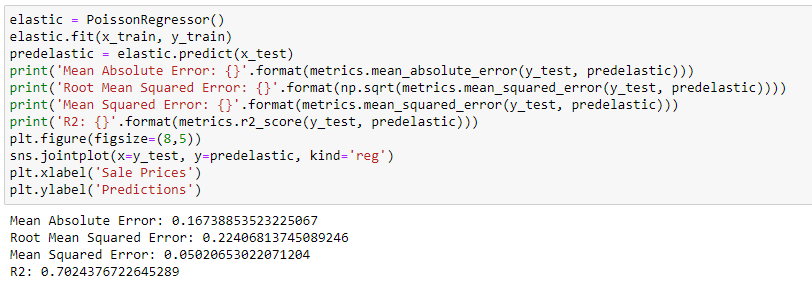 elastic = PoissonRegressor()
elastic.fit(x_train, y_train)
predelastic = elastic.predict(x_test)
print('Mean Absolute Error: {}'.format(metrics.mean_absolute_error(y_test, predelastic)))
print('Root Mean Squared Error: {}'.format(np.sqrt(metrics.mean_squared_error(y_test, predelastic))))
print('Mean Squared Error: {}'.format(metrics.mean_squared_error(y_test, predelastic)))
print('R2: {}'.format(metrics.r2_score(y_test, predelastic)))
plt.figure(figsize=(8,5))
sns.jointplot(x=y_test, y=predelastic, kind='reg')
plt.xlabel('Sale Prices')
plt.ylabel('Predictions')
Mean Absolute Error: 0.16738853523225067
Root Mean Squared Error: 0.22406813745089246
Mean Squared Error: 0.05020653022071204
R2: 0.7024376722645289